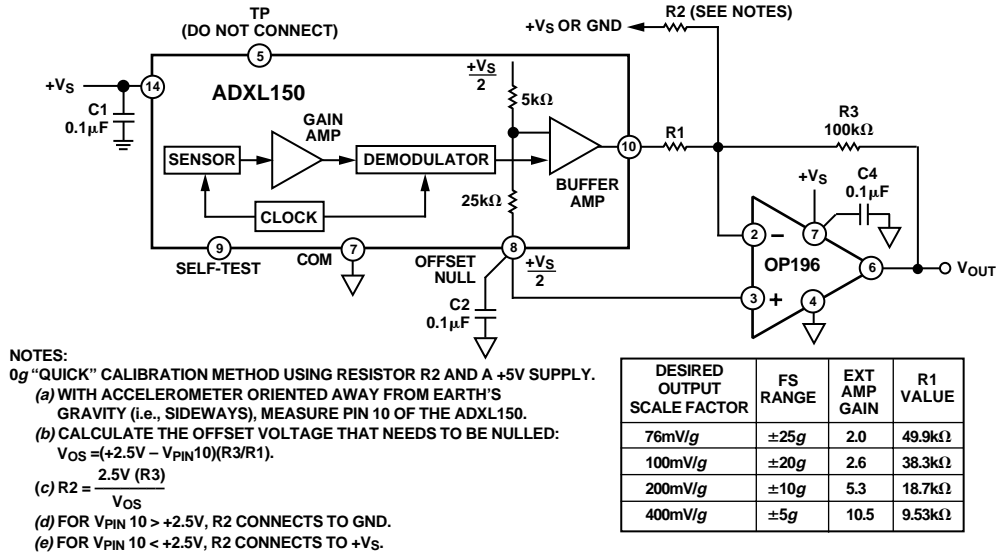 TP
(DO NOT CONNECT)
R2 (SEE NOTES)
+VS OR GND
5
+VS
14
C1
0.1µF
ADXL150
+VS
2
5kΩ
GAIN
AMP
SENSOR
DEMODULATOR
CLOCK
25kΩ
BUFFER
AMP
10
R1
R3
100kΩ
+VS
C4
0.1µF
7
2
–
OP196
6
VOUT
3
+
4
9
SELF-TEST
COM
7
8
OFFSET
NULL
+VS
2
C2
0.1µF
NOTES:
0g “QUICK” CALIBRATION METHOD USING RESISTOR R2 AND A +5V SUPPLY.
(a) WITH ACCELEROMETER ORIENTED AWAY FROM EARTH’S
GRAVITY (i.e., SIDEWAYS), MEASURE PIN 10 OF THE ADXL150.
(b) CALCULATE THE OFFSET VOLTAGE THAT NEEDS TO BE NULLED:
VOS =(+2.5V – VPIN10)(R3/R1).
(c) R2 = 2.5V (R3)
VOS
(d) FOR VPIN 10 > +2.5V, R2 CONNECTS TO GND.
(e) FOR VPIN 10 < +2.5V, R2 CONNECTS TO +VS.
DESIRED OUTPUT SCALE FACTOR FS RANGE EXT AMP GAIN R1 VALUE
76mV/g ±25g 2.0 49.9kΩ
100mV/g ±20g 2.6 38.3kΩ
200mV/g ±10g 5.3 18.7kΩ
400mV/g ±5g 10.5 9.53kΩ